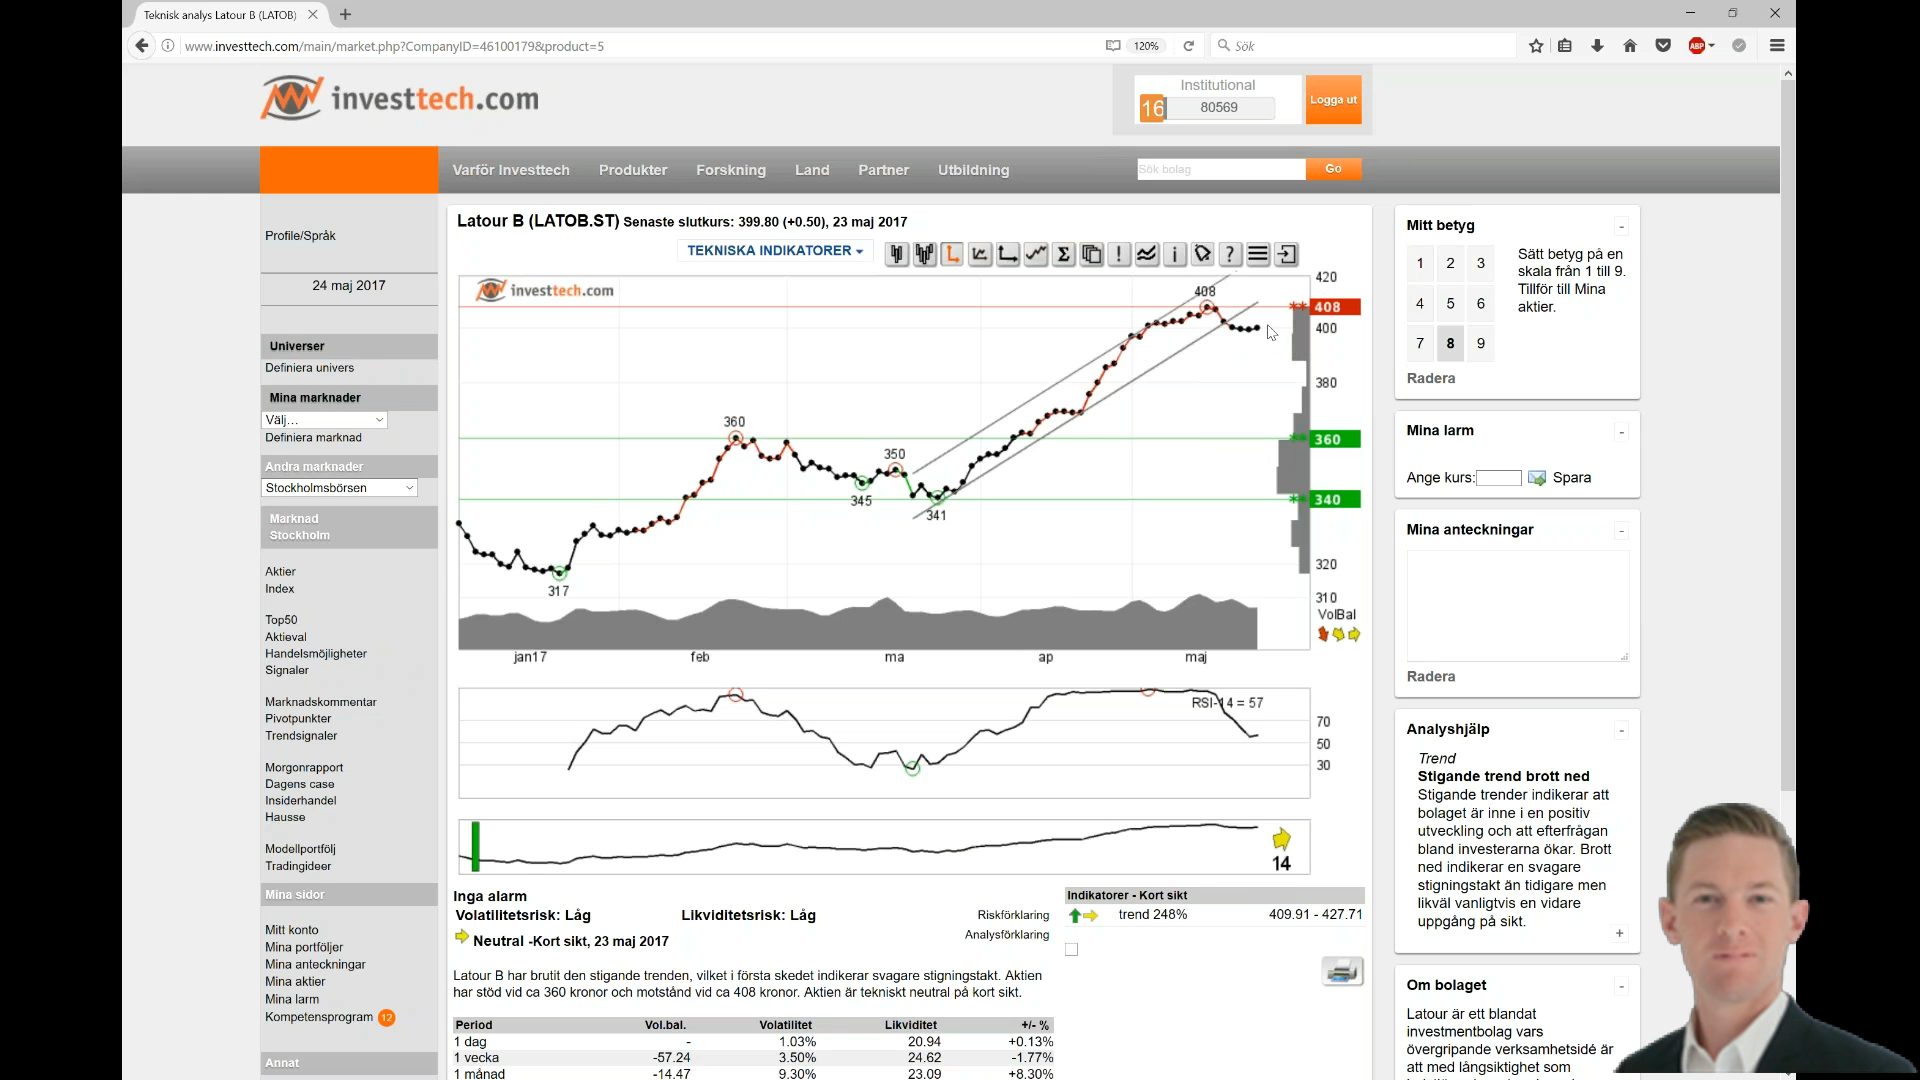 Teknisk analys Latour B (LATOB)
www.investtech.com/main/market.php?CompanyID=46100179&product=5
120%
Sök
ABP
investtech.com
Institutional
16 80569
Logga ut
Varför Investtech Produkter Forskning Land Partner Utbildning
Sök bolag
Go
Profile/Språk
24 maj 2017
Universer
Definiera univers
Mina marknader
Välj...
Definiera marknad
Andra marknader
Stockholmsbörsen
Marknad
Stockholm
Aktier
Index
Top50
Aktieval
Handelsmöjligheter
Signaler
Marknadskommentar
Pivotpunkter
Trendsignaler
Morgonrapport
Dagens case
Insiderhandel
Hausse
Modellportfölj
Tradingideer
Mina sidor
Mitt konto
Mina portföljer
Mina anteckningar
Mina aktier
Mina larm
Kompetensprogram 12
Annat
Latour B (LATOB.ST) Senaste slutkurs: 399.80 (+0.50), 23 maj 2017
TEKNISKA INDIKATORER
Σ ! i ?
investtech.com
420
408
** 408
400
380
360
** 360
350
345
341
** 340
320
317
310
VolBal
jan17 feb ma ap maj
RSI-14 = 57
70
50
30
14
Inga alarm
Volatilitetsrisk: Låg Likviditetsrisk: Låg
Riskförklaring
Analysförklaring
Neutral -Kort sikt, 23 maj 2017
Indikatorer - Kort sikt
trend 248% 409.91 - 427.71
Latour B har brutit den stigande trenden, vilket i första skedet indikerar svagare stigningstakt. Aktien
har stöd vid ca 360 kronor och motstånd vid ca 408 kronor. Aktien är tekniskt neutral på kort sikt.
Period Vol.bal. Volatilitet Likviditet +/- %
1 dag - 1.03% 20.94 +0.13%
1 vecka -57.24 3.50% 24.62 -1.77%
1 månad -14.47 9.30% 23.09 +8.30%
Mitt betyg -
1 2 3
4 5 6
7 8 9
Sätt betyg på en
skala från 1 till 9.
Tillför till Mina
aktier.
Radera
Mina larm -
Ange kurs: Spara
Mina anteckningar -
Radera
Analyshjälp -
Trend
Stigande trend brott ned
Stigande trender indikerar att
bolaget är inne i en positiv
utveckling och att efterfrågan
bland investerarna ökar. Brott
ned indikerar en svagare
stigningstakt än tidigare men
likväl vanligtvis en vidare
uppgång på sikt.
+
Om bolaget -
Latour är ett blandat
investmentbolag vars
övergripande verksamhetsidé är
att med långsiktighet som